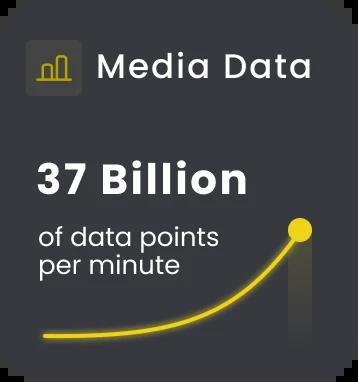 Media Data
37 Billion
of data points
per minute